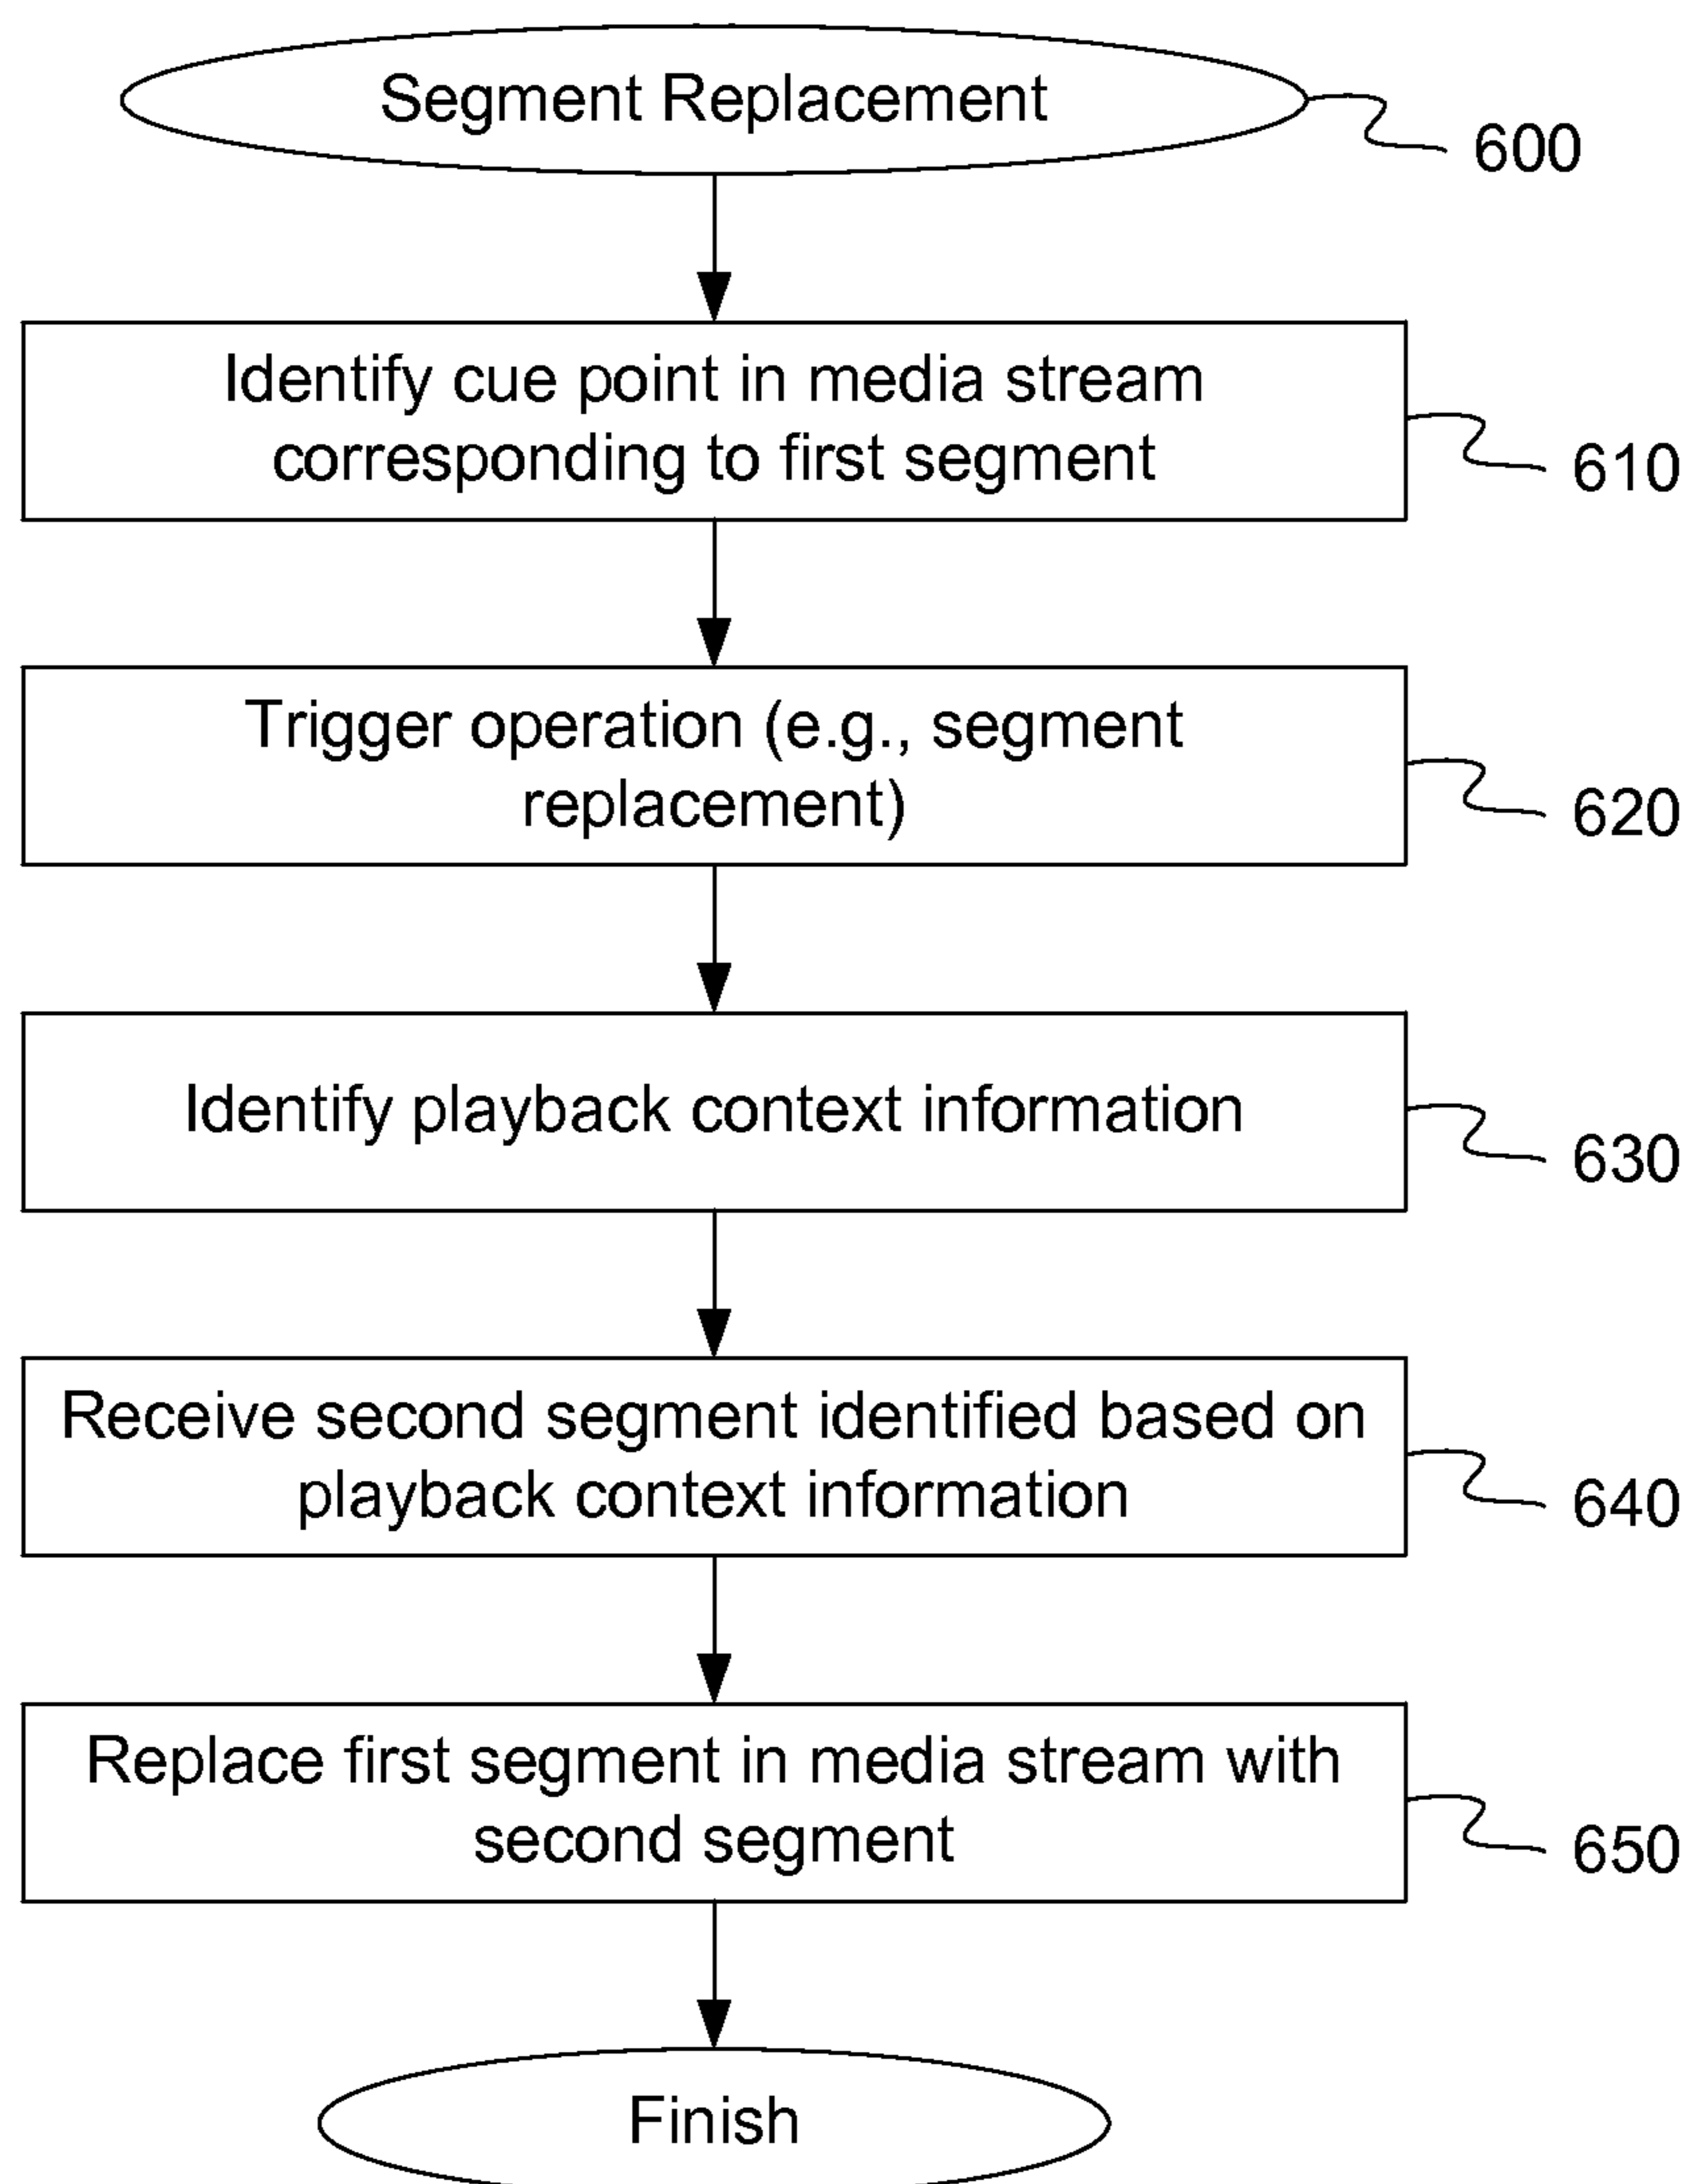 Segment Replacement
600
Identify cue point in media stream
corresponding to first segment
610
Trigger operation (e.g., segment
replacement)
620
Identify playback context information
630
Receive second segment identified based on
playback context information
640
Replace first segment in media stream with
second segment
650
Finish